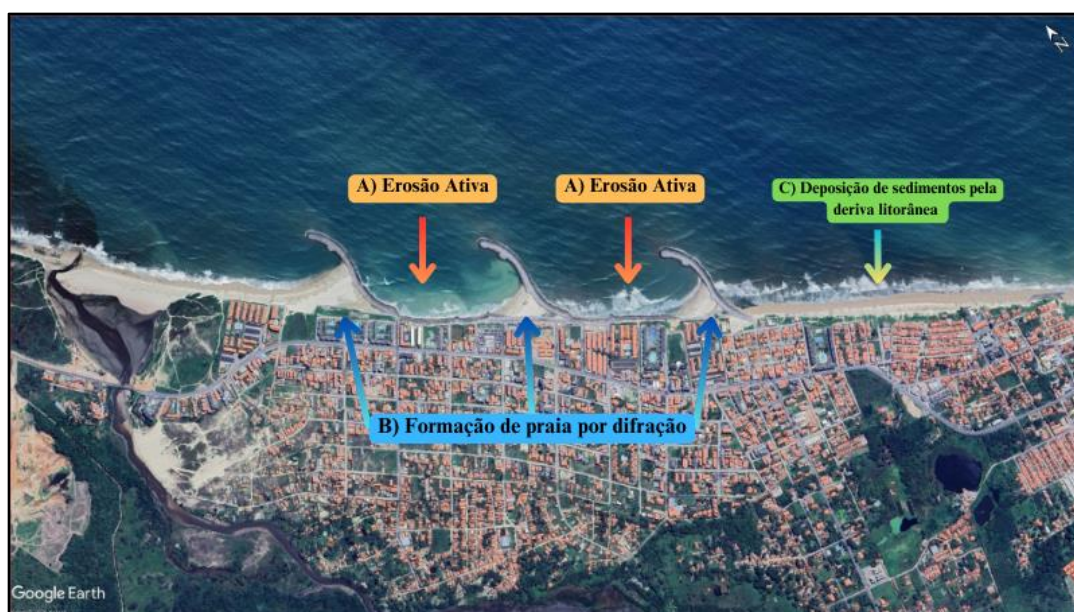 N
A) Erosão Ativa
A) Erosão Ativa
C) Deposição de sedimentos pela
deriva litorânea
B) Formação de praia por difração
Google Earth